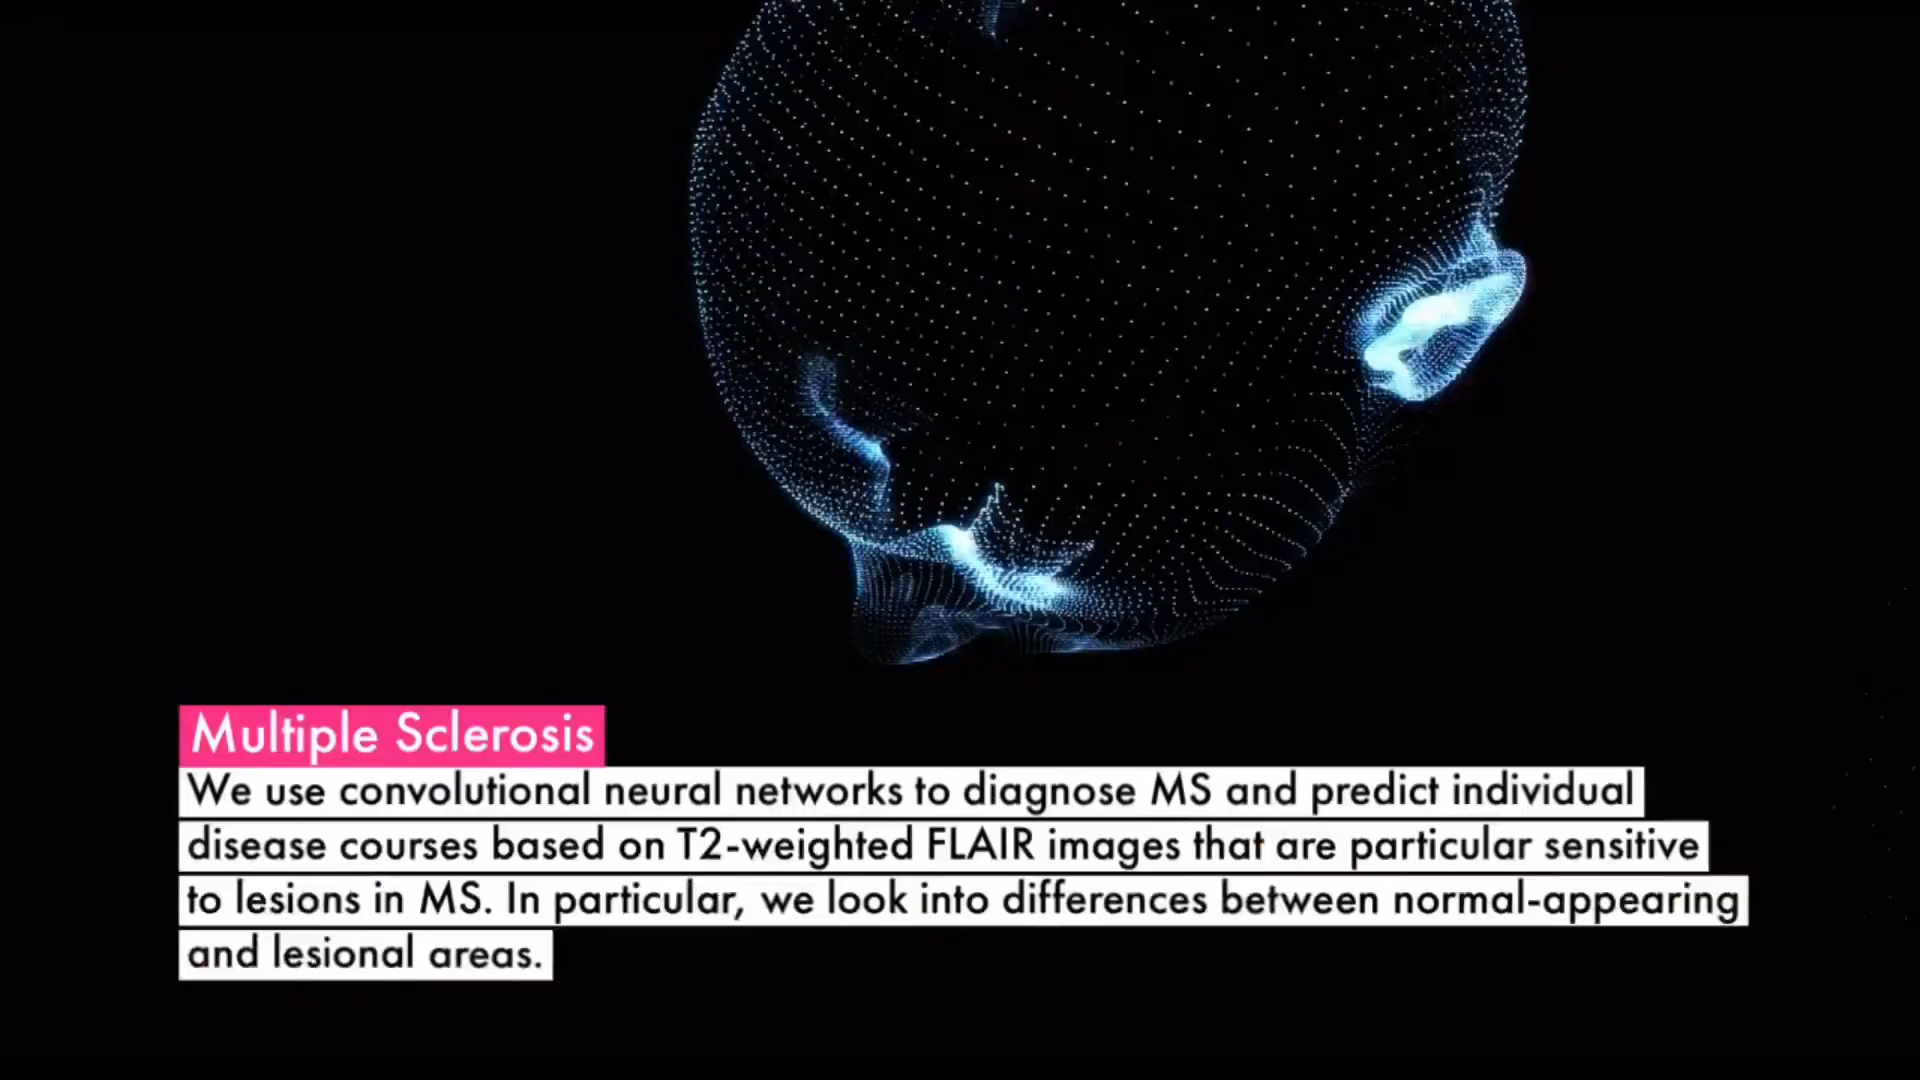 Multiple Sclerosis
We use convolutional neural networks to diagnose MS and predict individual
disease courses based on T2-weighted FLAIR images that are particular sensitive
to lesions in MS. In particular, we look into differences between normal-appearing
and lesional areas.